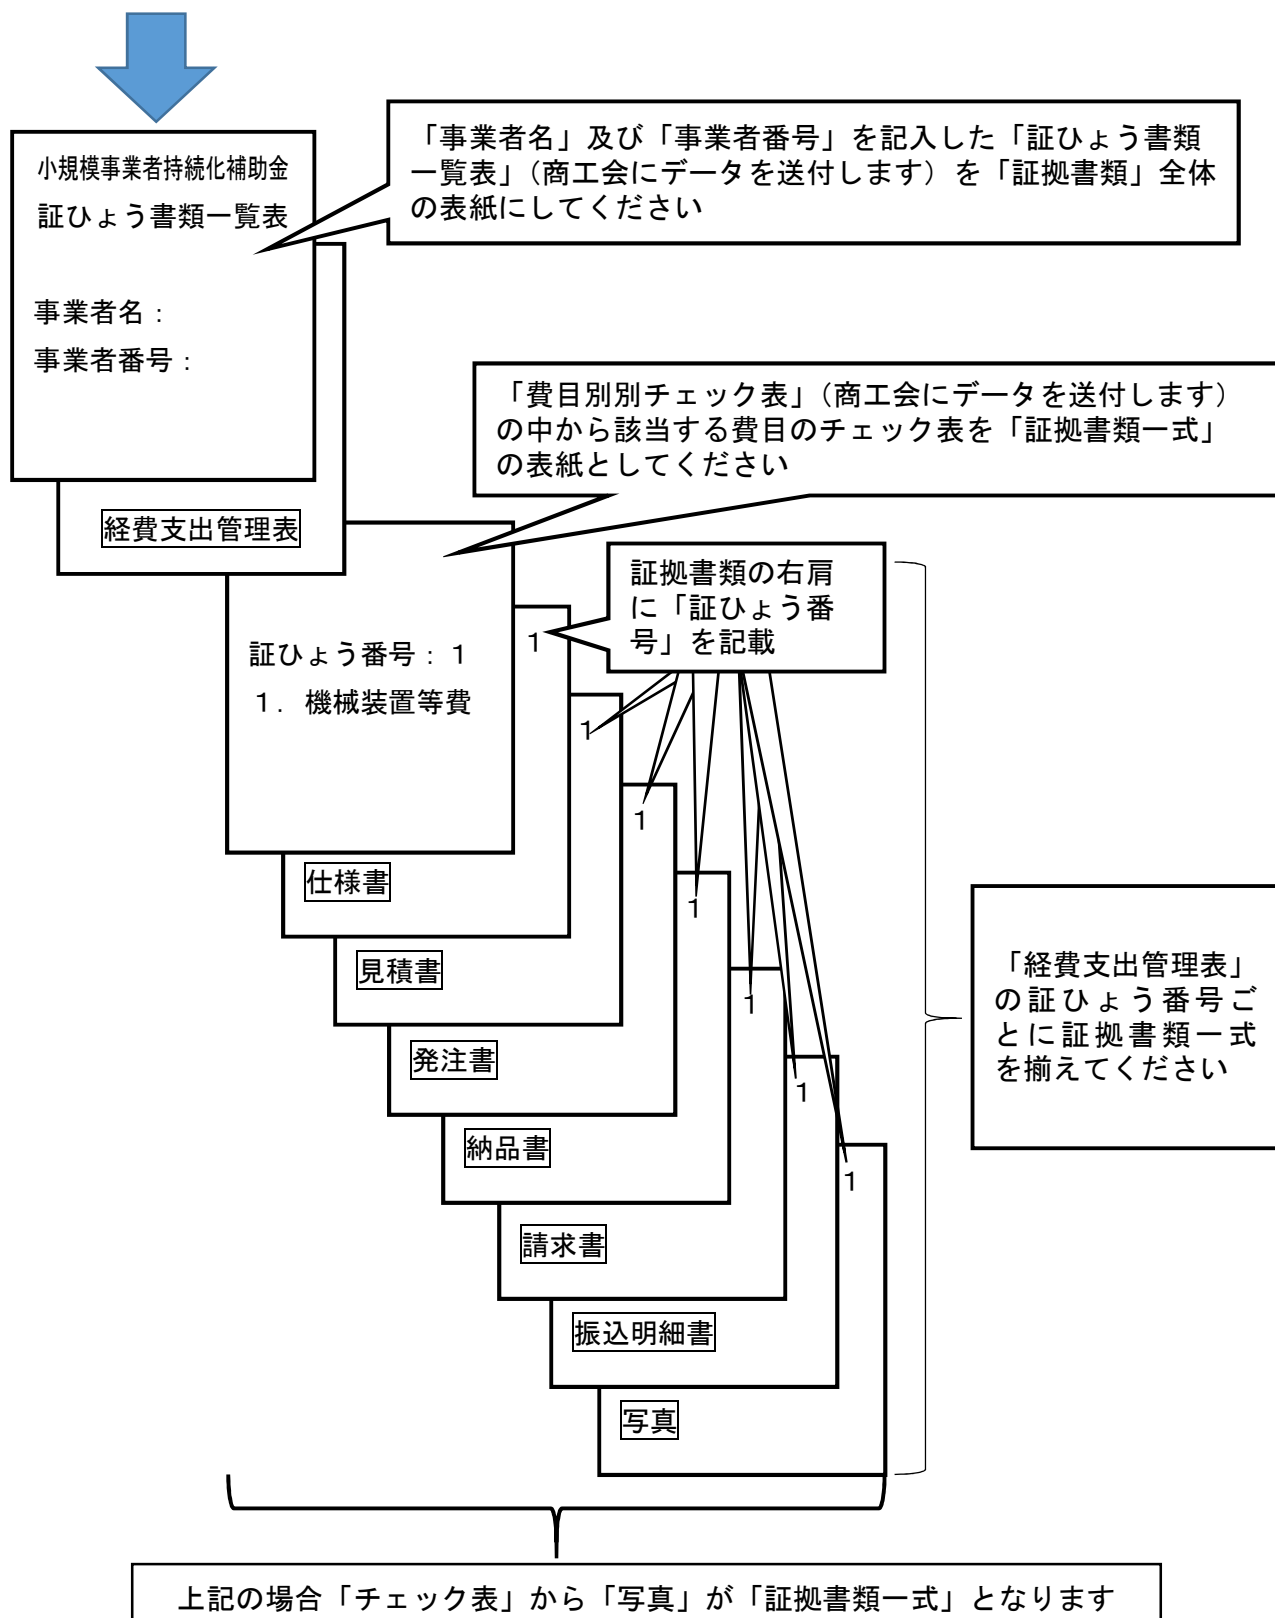 小規模事業者持続化補助金
証ひょう書類一覧表
事業者名：
事業者番号：
「事業者名」及び「事業者番号」を記入した「証ひょう書類
一覧表」（商工会にデータを送付します）を「証拠書類」全体
の表紙にしてください
「費目別別チェック表」（商工会にデータを送付します）
の中から該当する費目のチェック表を「証拠書類一式」
の表紙としてください
経費支出管理表
証拠書類の右肩
に「証ひょう番
号」を記載
証ひょう番号：１
１．機械装置等費
1
1
1
1
1
1
1
仕様書
見積書
発注書
納品書
請求書
振込明細書
写真
「経費支出管理表」
の証ひょう番号ご
とに証拠書類一式
を揃えてください
上記の場合「チェック表」から「写真」が「証拠書類一式」となります